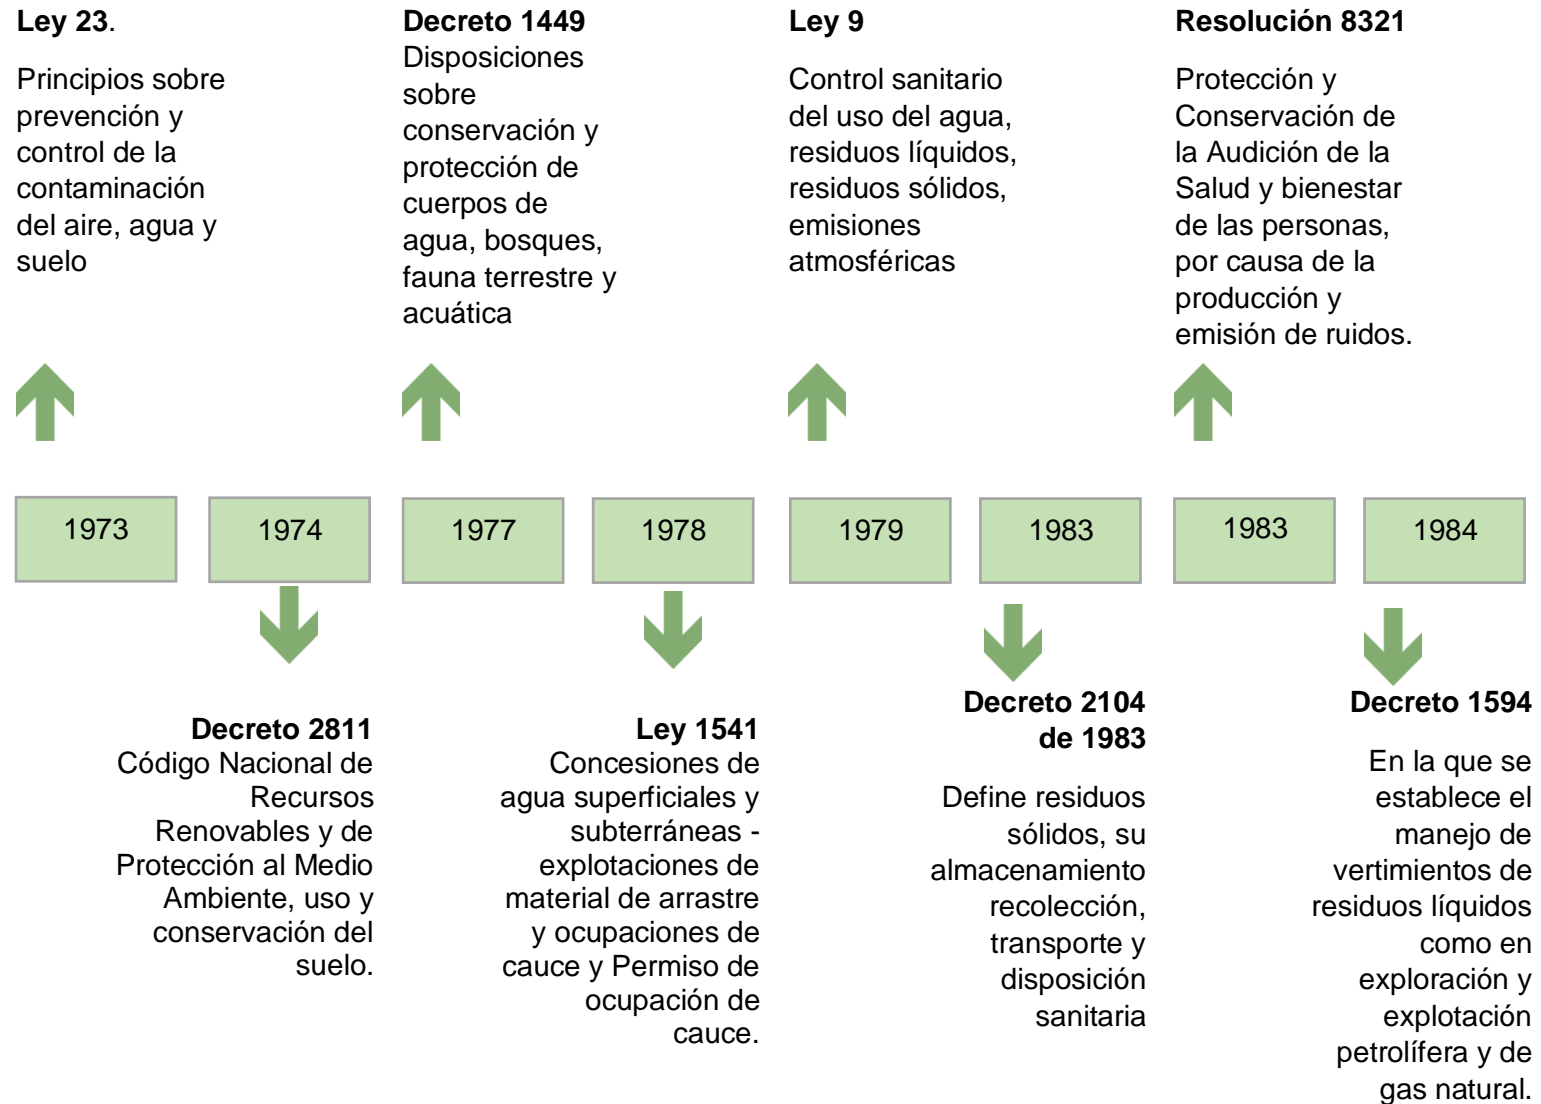 Ley 23.
Principios sobre
prevención y
control de la
contaminación
del aire, agua y
suelo
Decreto 1449
Disposiciones
sobre
conservación y
protección de
cuerpos de
agua, bosques,
fauna terrestre y
acuática
Ley 9
Control sanitario
del uso del agua,
residuos líquidos,
residuos sólidos,
emisiones
atmosféricas
Resolución 8321
Protección y
Conservación de
la Audición de la
Salud y bienestar
de las personas,
por causa de la
producción y
emisión de ruidos.
1973
1974
1977
1978
1979
1983
1983
1984
Decreto 2811
Código Nacional de
Recursos
Renovables y de
Protección al Medio
Ambiente, uso y
conservación del
suelo.
Ley 1541
Concesiones de
agua superficiales y
subterráneas -
explotaciones de
material de arrastre
y ocupaciones de
cauce y Permiso de
ocupación de
cauce.
Decreto 2104
de 1983
Define residuos
sólidos, su
almacenamiento
recolección,
transporte y
disposición
sanitaria
Decreto 1594
En la que se
establece el
manejo de
vertimientos de
residuos líquidos
como en
exploración y
explotación
petrolífera y de
gas natural.